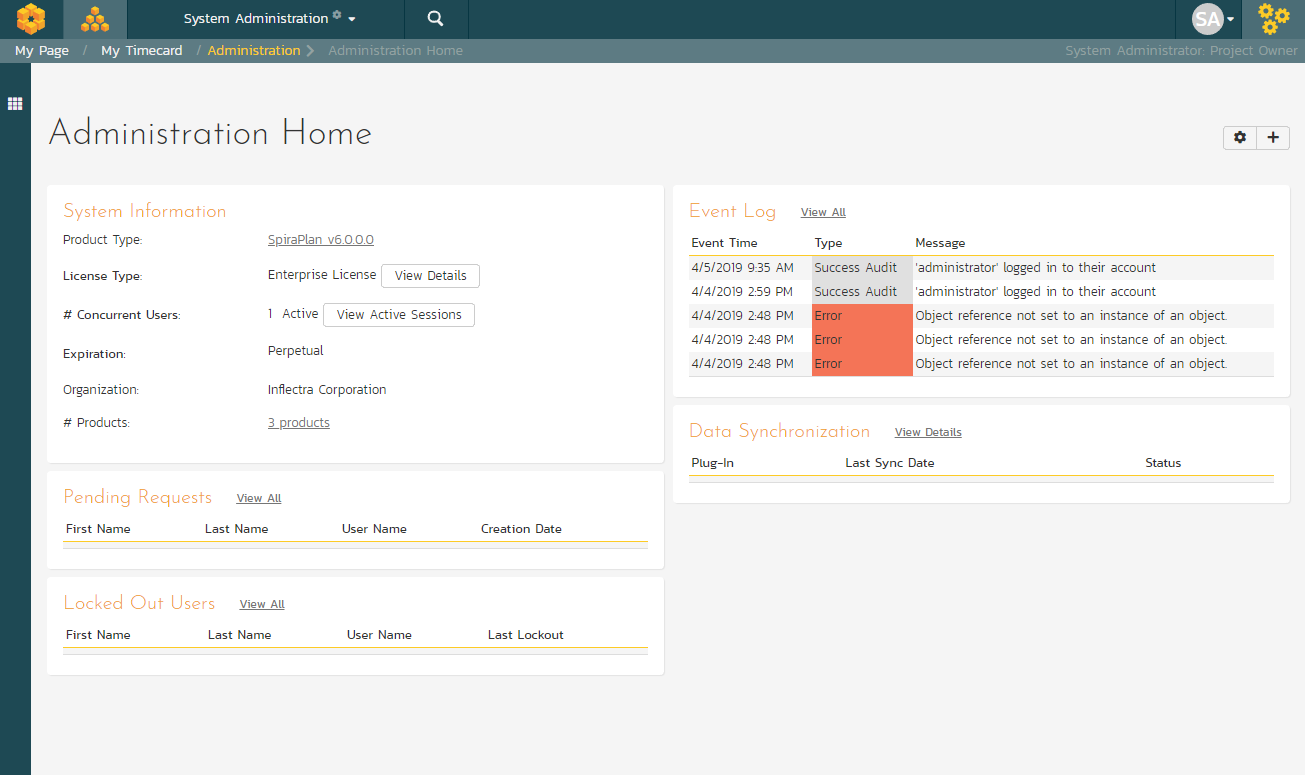 System Administration
SA
My Page / My Timecard / Administration Administration Home
System Administrator: Project Owner
Administration Home
System Information
Product Type: SpiraPlan v6.0.0.0
License Type: Enterprise License View Details
# Concurrent Users: 1 Active View Active Sessions
Expiration: Perpetual
Organization: Inflectra Corporation
# Products: 3 products
Pending Requests View All
First Name Last Name User Name Creation Date
Locked Out Users View All
First Name Last Name User Name Last Lockout
Event Log View All
Event Time Type Message
4/5/2019 9:35 AM Success Audit 'administrator' logged in to their account
4/4/2019 2:59 PM Success Audit 'administrator' logged in to their account
4/4/2019 2:48 PM Error Object reference not set to an instance of an object.
4/4/2019 2:48 PM Error Object reference not set to an instance of an object.
4/4/2019 2:48 PM Error Object reference not set to an instance of an object.
Data Synchronization View Details
Plug-In Last Sync Date Status